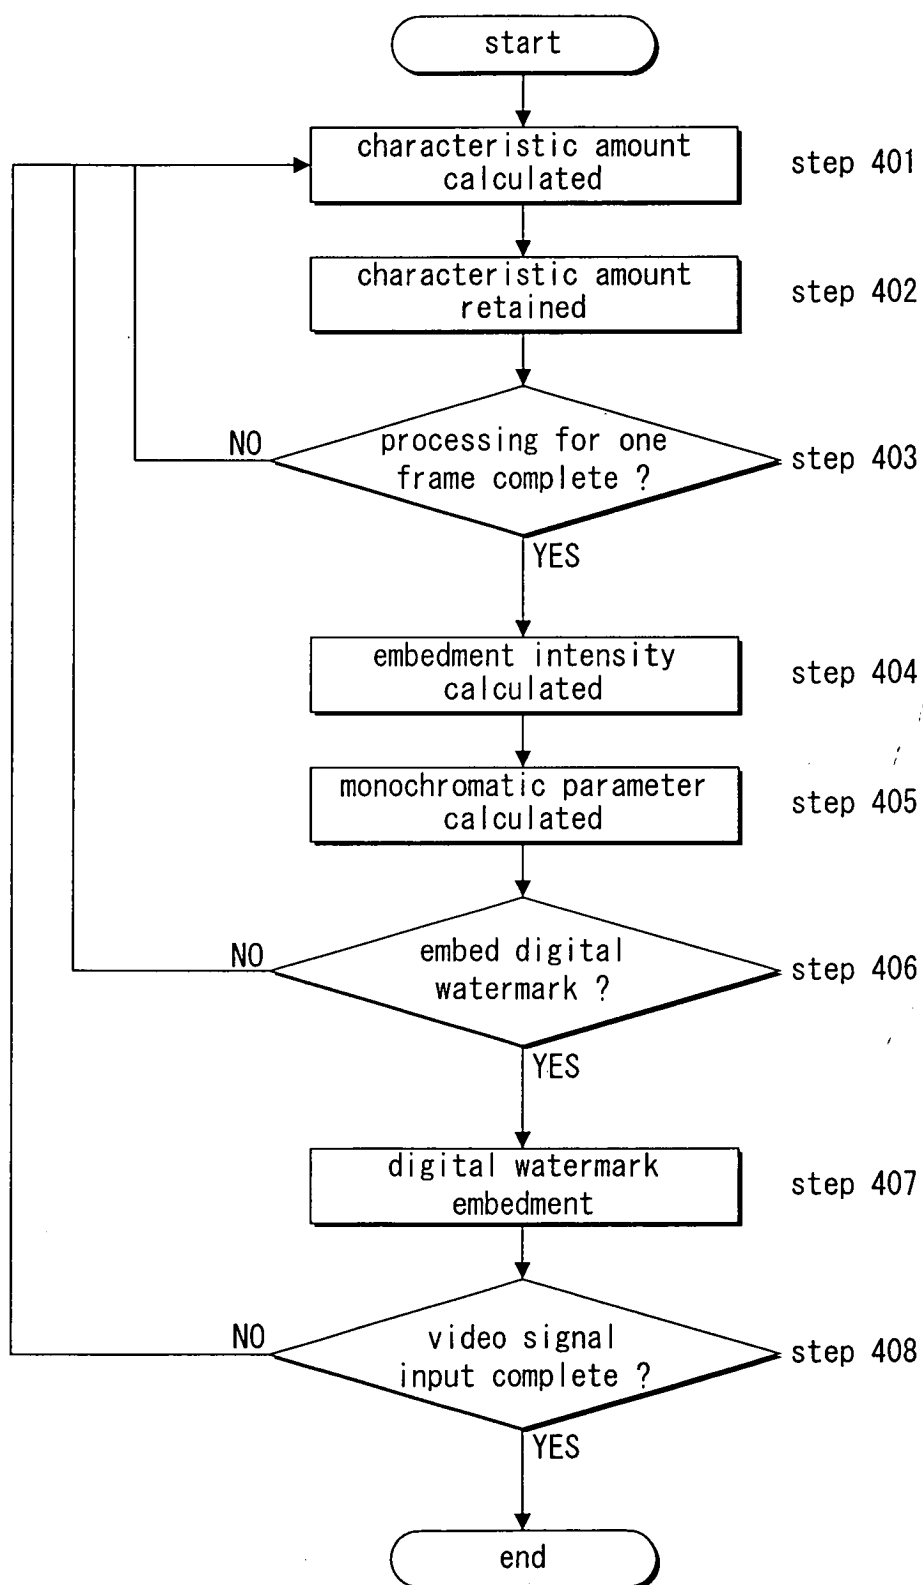 start
characteristic amount
calculated
step 401
characteristic amount
retained
step 402
NO
processing for one
frame complete ?
step 403
YES
embedment intensity
calculated
step 404
monochromatic parameter
calculated
step 405
NO
embed digital
watermark ?
step 406
YES
digital watermark
embedment
step 407
NO
video signal
input complete ?
step 408
YES
end